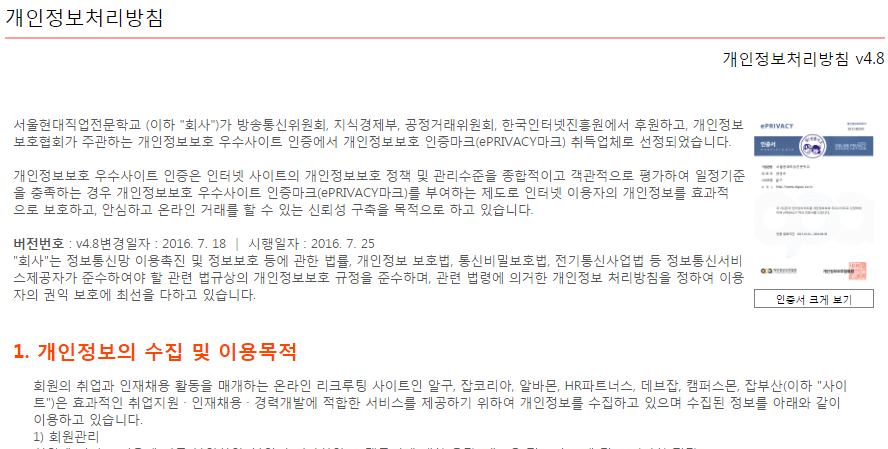 개인정보처리방침
개인정보처리방침 v4.8
서울현대직업전문학교 (이하 "회사")가 방송통신위원회, 지식경제부, 공정거래위원회, 한국인터넷진흥원에서 후원하고, 개인정보
보호협회가 주관하는 개인정보보호 우수사이트 인증에서 개인정보보호 인증마크(ePRIVACY마크) 취득업체로 선정되었습니다.
개인정보보호 우수사이트 인증은 인터넷 사이트의 개인정보보호 정책 및 관리수준을 종합적이고 객관적으로 평가하여 일정기준
을 충족하는 경우 개인정보보호 우수사이트 인증마크(ePRIVACY마크)를 부여하는 제도로 인터넷 이용자의 개인정보를 효과적
으로 보호하고, 안심하고 온라인 거래를 할 수 있는 신뢰성 구축을 목적으로 하고 있습니다.
버전번호 : v4.8변경일자 : 2016. 7. 18 | 시행일자 : 2016. 7. 25
"회사"는 정보통신망 이용촉진 및 정보보호 등에 관한 법률, 개인정보 보호법, 통신비밀보호법, 전기통신사업법 등 정보통신서비
스제공자가 준수하여야 할 관련 법규상의 개인정보보호 규정을 준수하며, 관련 법령에 의거한 개인정보 처리방침을 정하여 이용
자의 권익 보호에 최선을 다하고 있습니다.
ePRIVACY
인증서
인증서 크게 보기
1. 개인정보의 수집 및 이용목적
회원의 취업과 인재채용 활동을 매개하는 온라인 리크루팅 사이트인 알구, 잡코리아, 알바몬, HR파트너스, 데브잡, 캠퍼스몬, 잡부산(이하 "사이
트")은 효과적인 취업지원 · 인재채용 · 경력개발에 적합한 서비스를 제공하기 위하여 개인정보를 수집하고 있으며 수집된 정보를 아래와 같이
이용하고 있습니다.
1) 회원관리